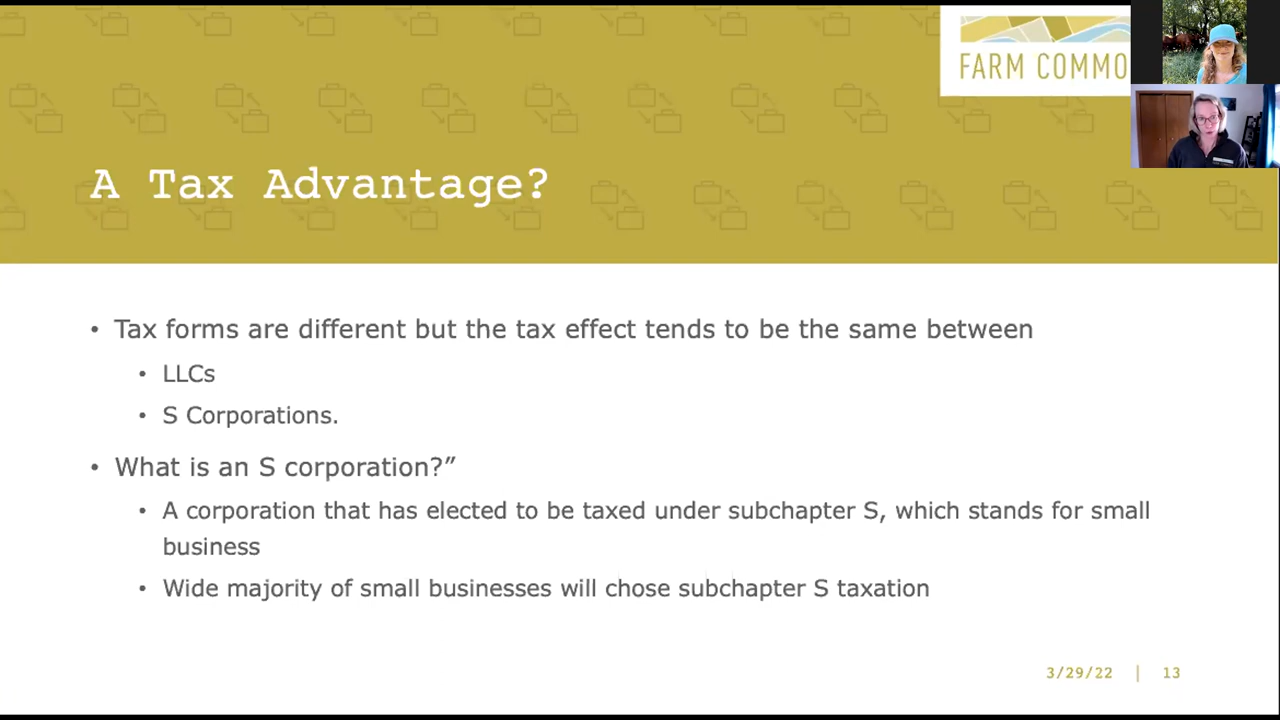 FARM COMMO
A Tax Advantage?
• Tax forms are different but the tax effect tends to be the same between
• LLCs
• S Corporations.
• What is an S corporation?”
• A corporation that has elected to be taxed under subchapter S, which stands for small
business
• Wide majority of small businesses will chose subchapter S taxation
3/29/22 | 13